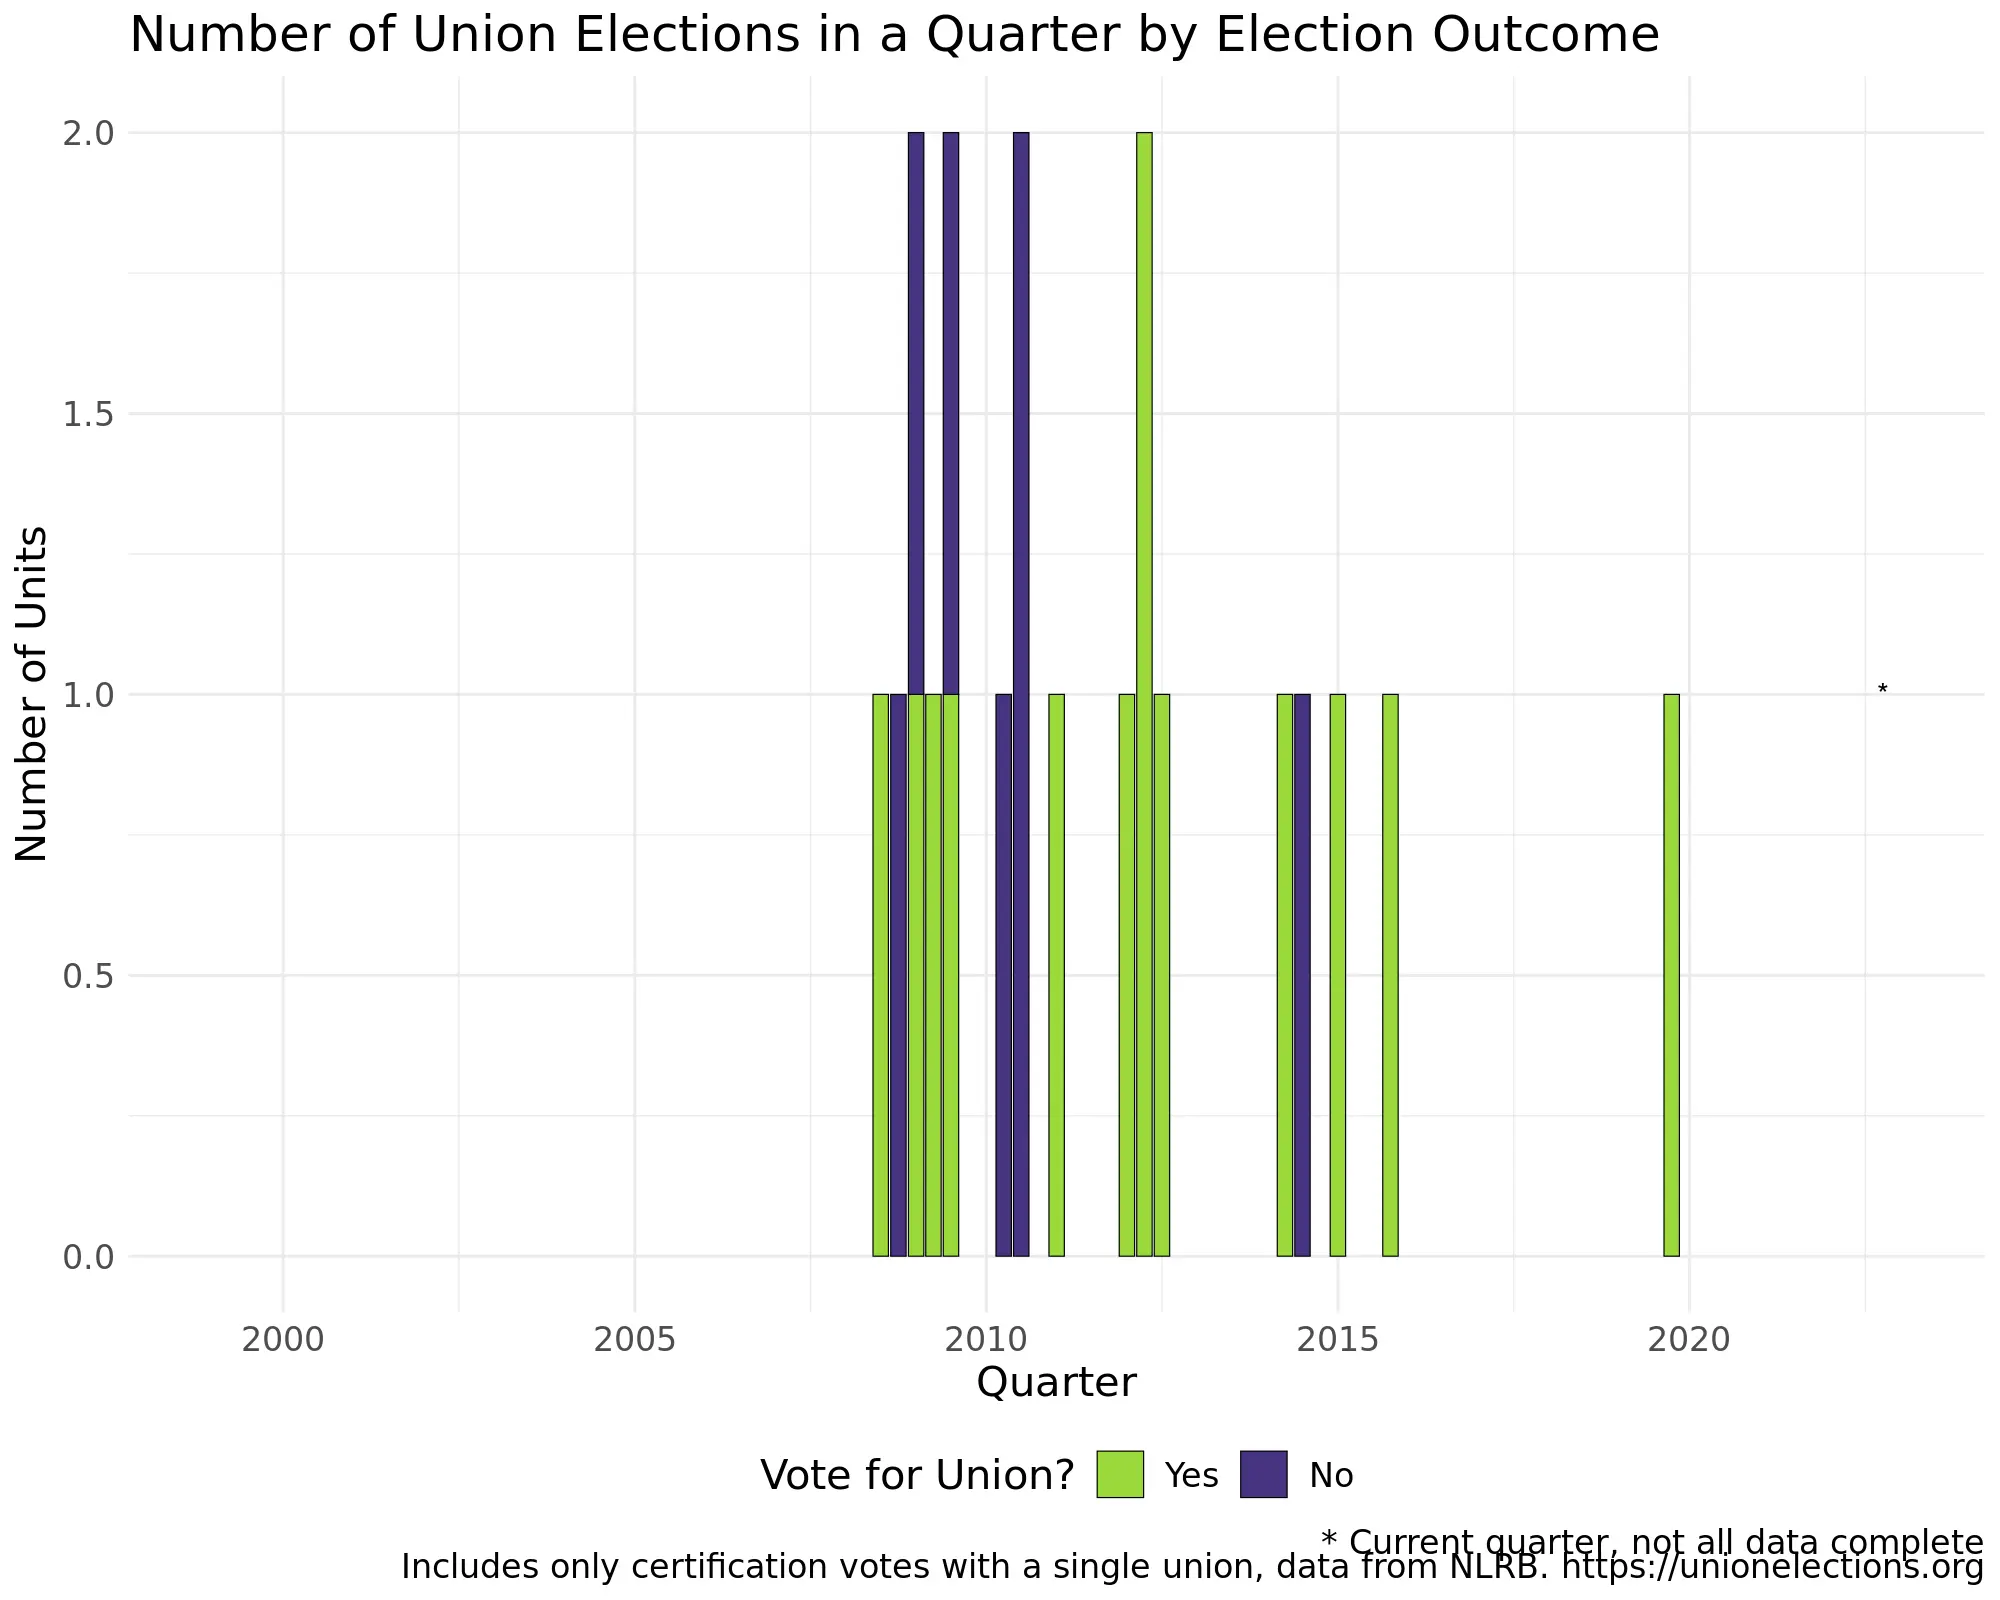 Number of Union Elections in a Quarter by Election Outcome
Number of Units
2.0
1.5
1.0
0.5
0.0
*
2000 2005 2010 2015 2020
Quarter
Vote for Union? Yes No
* Current quarter, not all data complete
Includes only certification votes with a single union, data from NLRB. https://unionelections.org